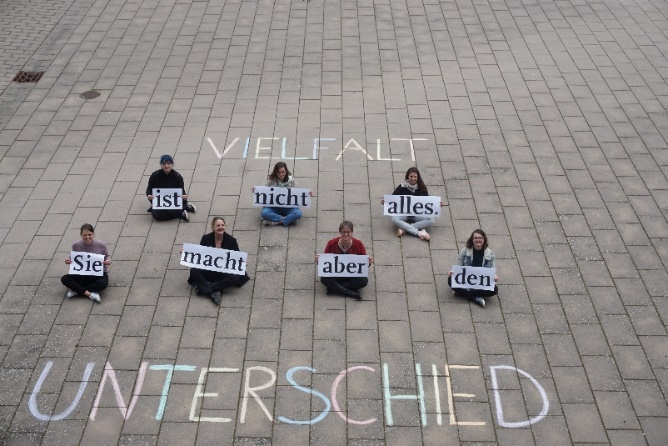 VIELFALT
ist nicht alles.
Sie macht aber den
UNTERSCHIED